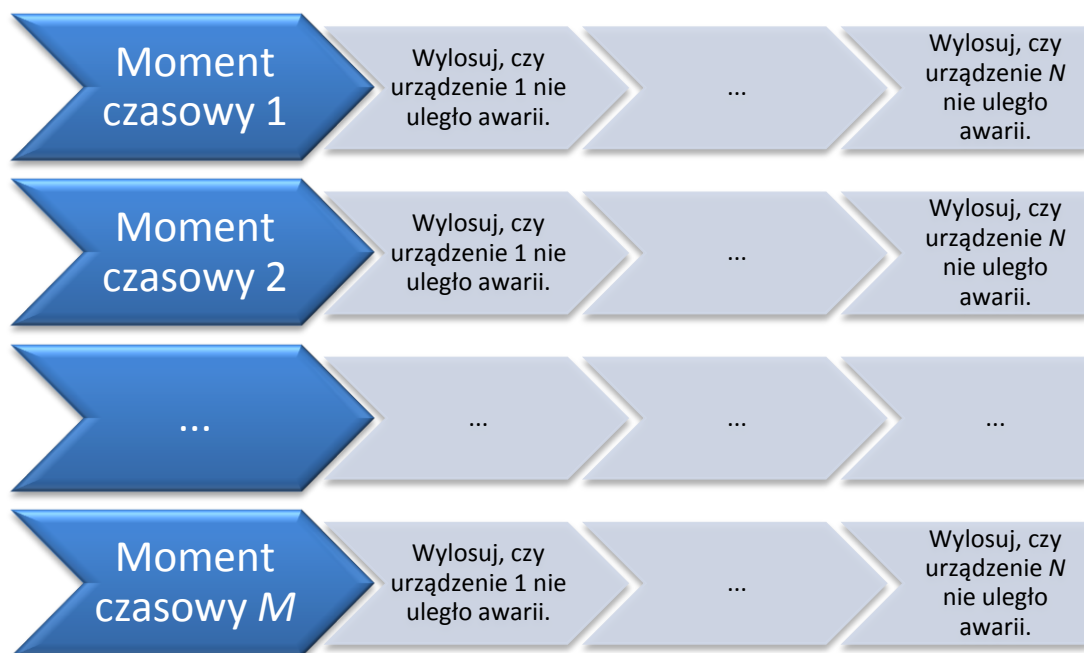 Moment
czasowy 1
Wylosuj, czy
urządzenie 1 nie
uległo awarii.
...
Wylosuj, czy
urządzenie N
nie uległo
awarii.
Moment
czasowy 2
Wylosuj, czy
urządzenie 1 nie
uległo awarii.
...
Wylosuj, czy
urządzenie N
nie uległo
awarii.
...
...
...
...
Moment
czasowy M
Wylosuj, czy
urządzenie 1 nie
uległo awarii.
...
Wylosuj, czy
urządzenie N
nie uległo
awarii.